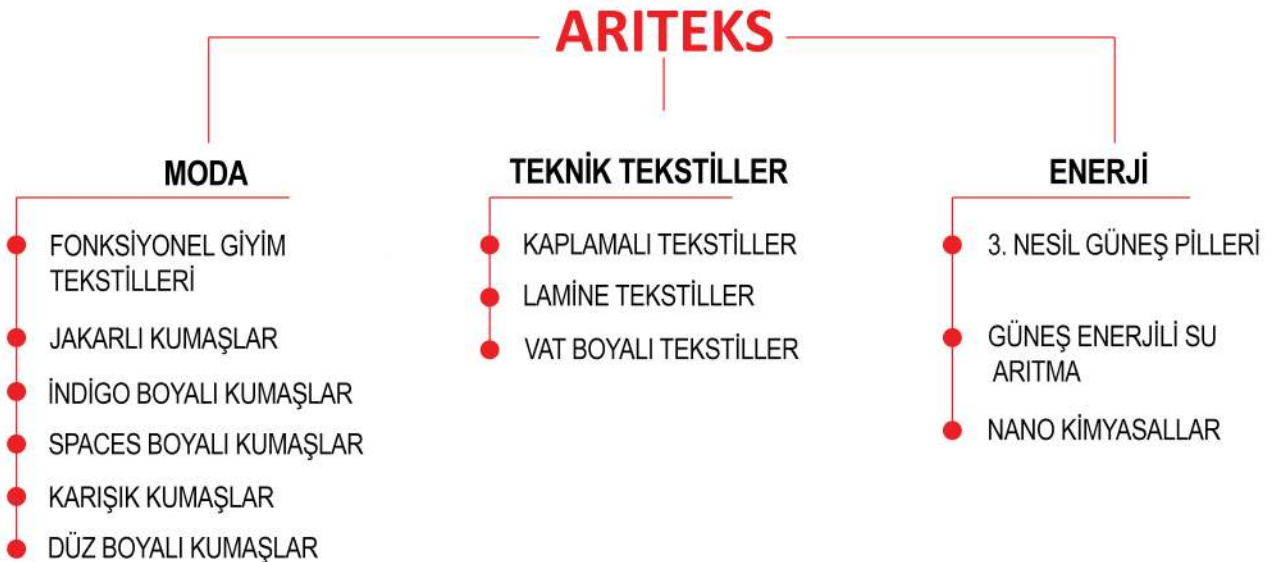 ARITEKS
MODA
FONKSİYONEL GİYİM
TEKSTİLLERİ
JAKARLI KUMAŞLAR
İNDİGO BOYALI KUMAŞLAR
SPACES BOYALI KUMAŞLAR
KARIŞIK KUMAŞLAR
DÜZ BOYALI KUMAŞLAR
TEKNİK TEKSTİLLER
KAPLAMALI TEKSTİLLER
LAMİNE TEKSTİLLER
VAT BOYALI TEKSTİLLER
ENERJİ
3. NESİL GÜNEŞ PİLLERİ
GÜNEŞ ENERJİLİ SU
ARITMA
NANO KİMYASALLAR